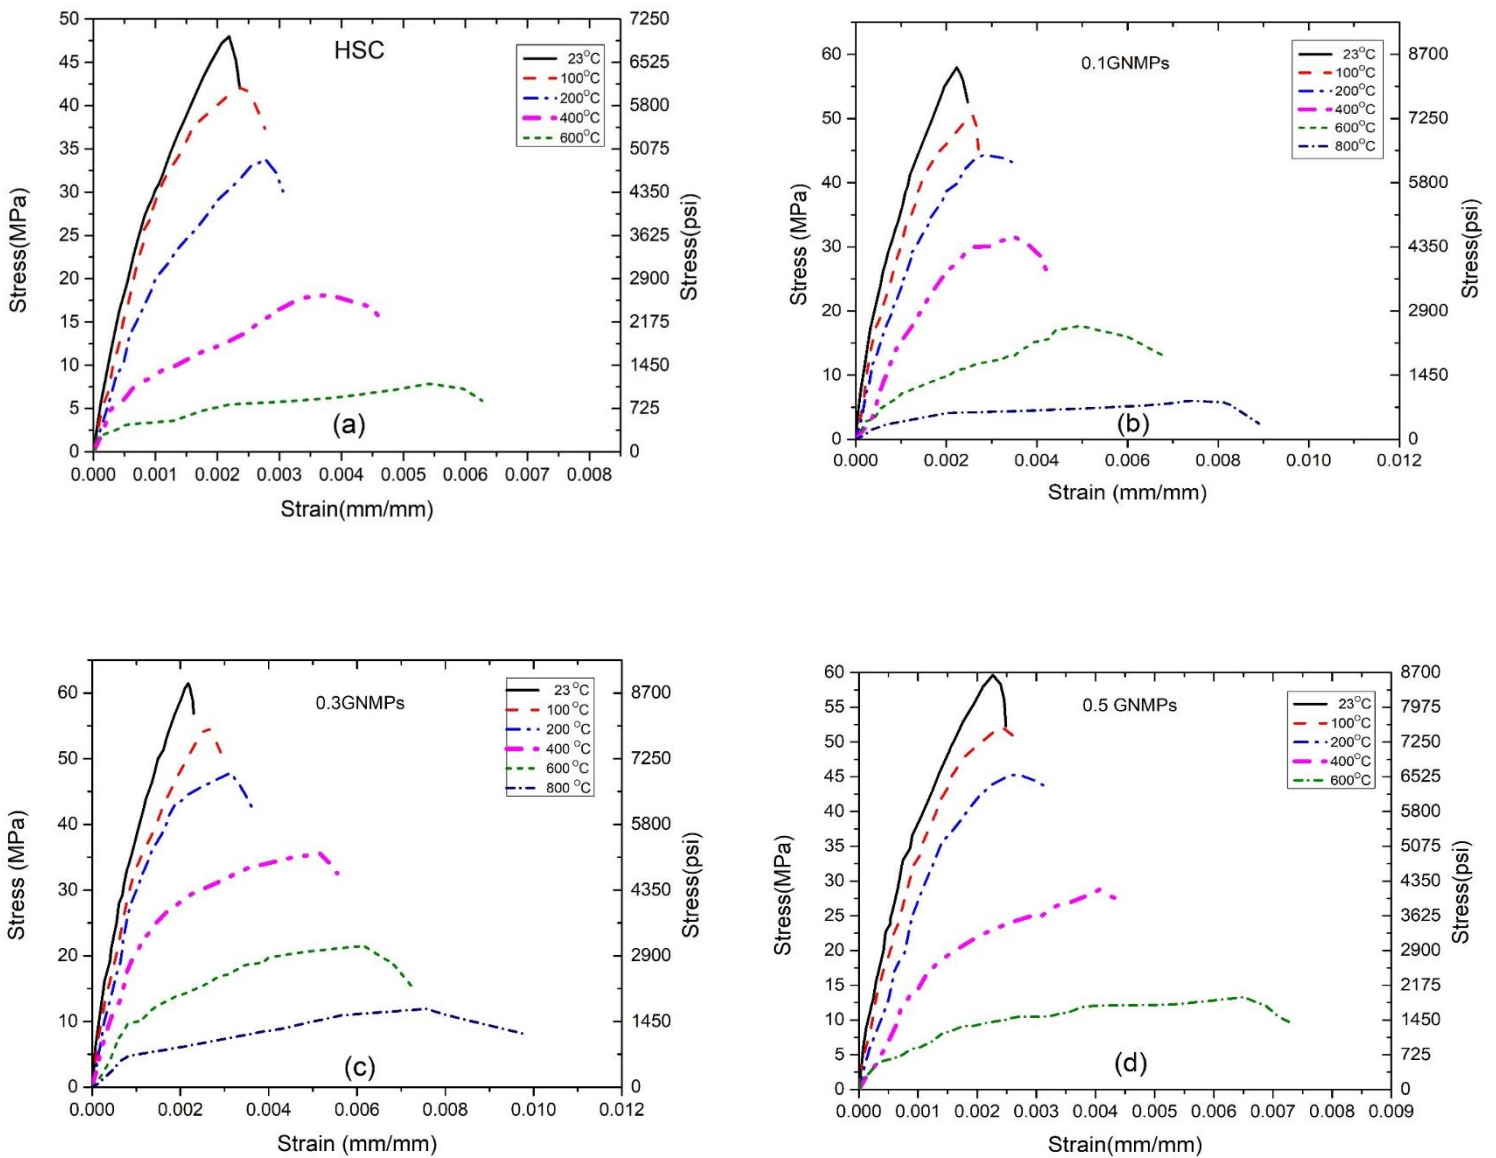 HSC
23°C
100°C
200°C
400°C
600°C
50
45
40
35
30
25
20
15
10
5
0
7250
6525
5800
5075
4350
3625
2900
2175
1450
725
0
Stress(MPa)
Stress(psi)
(a)
0.000 0.001 0.002 0.003 0.004 0.005 0.006 0.007 0.008
Strain(mm/mm)
0.1GNMPs
23°C
100°C
200°C
400°C
600°C
800°C
60
50
40
30
20
10
0
8700
7250
5800
4350
2900
1450
0
Stress (MPa)
Stress(psi)
(b)
0.000 0.002 0.004 0.006 0.008 0.010 0.012
Strain (mm/mm)
0.3GNMPs
23 °C
100 °C
200 °C
400 °C
600 °C
800 °C
60
50
40
30
20
10
0
8700
7250
5800
4350
2900
1450
0
Stress (MPa)
Stress(psi)
(c)
0.000 0.002 0.004 0.006 0.008 0.010 0.012
Strain (mm/mm)
0.5 GNMPs
23°C
100°C
200°C
400°C
600°C
60
55
50
45
40
35
30
25
20
15
10
5
0
8700
7975
7250
6525
5800
5075
4350
3625
2900
2175
1450
725
0
Stress(MPa)
Stress(psi)
(d)
0.000 0.001 0.002 0.003 0.004 0.005 0.006 0.007 0.008 0.009
Strain(mm/mm)